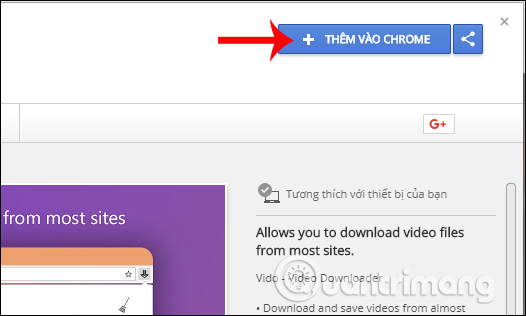 THÊM VÀO CHROME
G+
from most sites
Tương thích với thiết bị của bạn
Allows you to download video files
from most sites.
Vido - Video Downloader
• Download and save videos from almost
Quantrimang